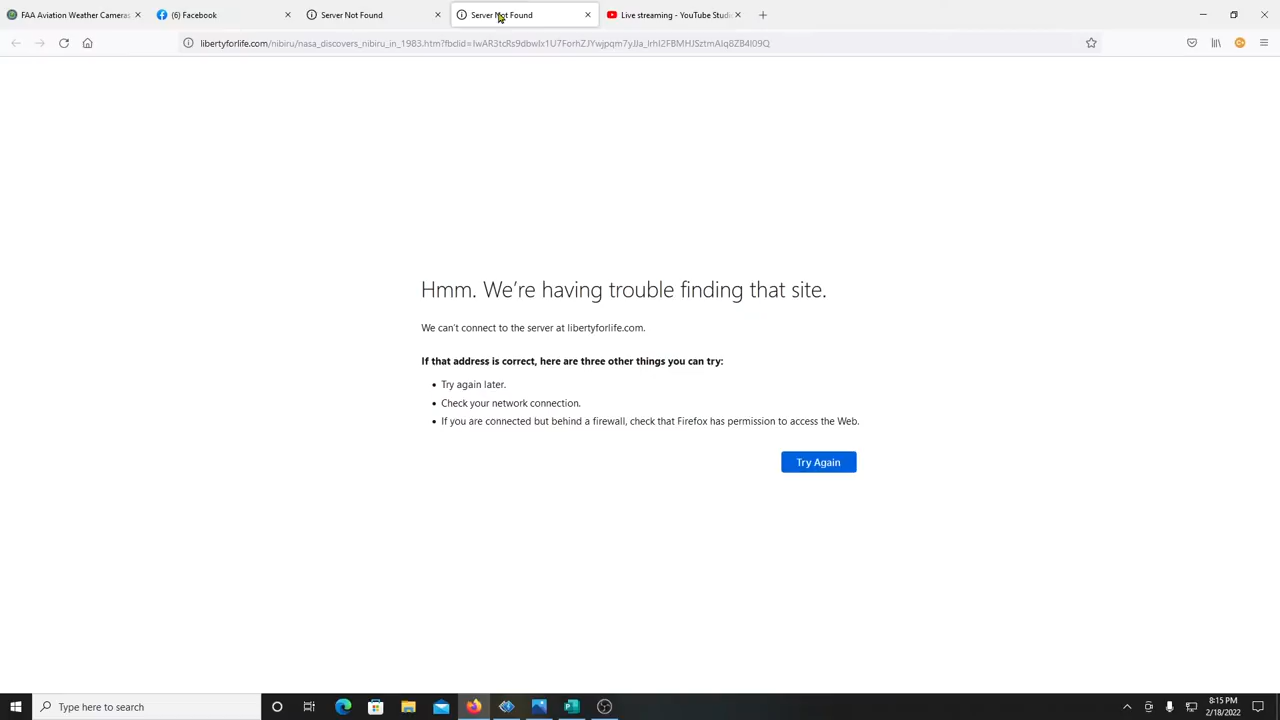 FAA Aviation Weather Cameras
(6) Facebook
Server Not Found
Server Not Found
Live streaming - YouTube Studi
libertyforlife.com/nibiru/nasa_discovers_nibiru_in_1983.htm?fbclid=
Hmm. We’re having trouble finding that site.
We can't connect to the server at libertyforlife.com.
If that address is correct, here are three other things you can try:
Try again later.
Check your network connection.
If you are connected but behind a firewall, check that Firefox has permission to access the Web.
Try Again
Type here to search
8:15 PM
2/18/2022